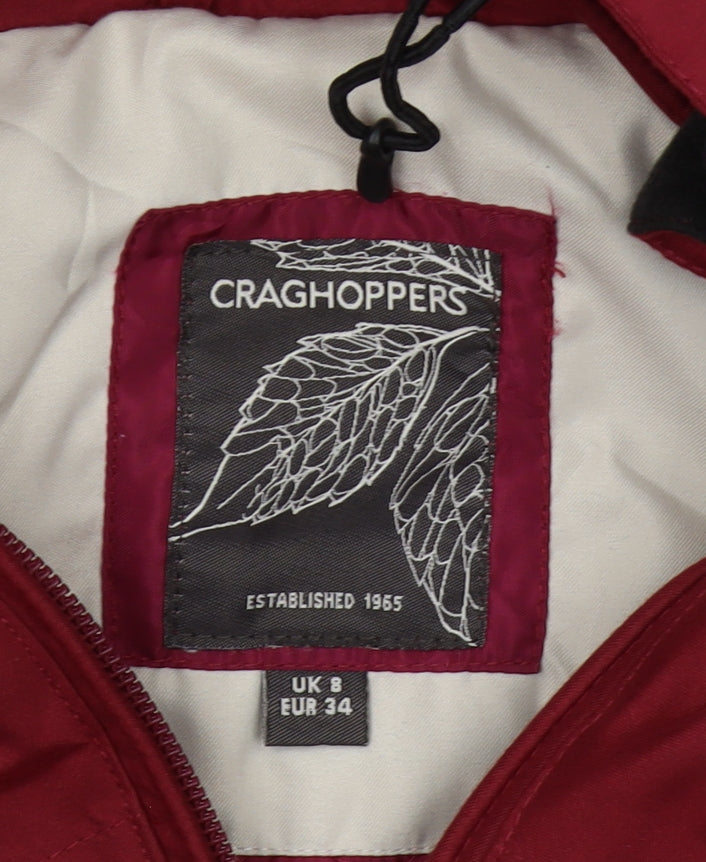 CRAGHOPPERS
ESTABLISHED 1965
UK 8
EUR 34